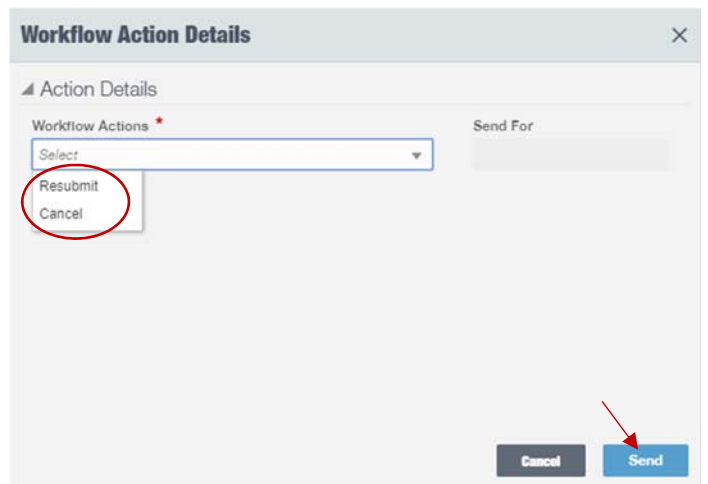 Workflow Action Details
Action Details
Workflow Actions *
Send For
Select
Resubmit
Cancel
Cancel
Send